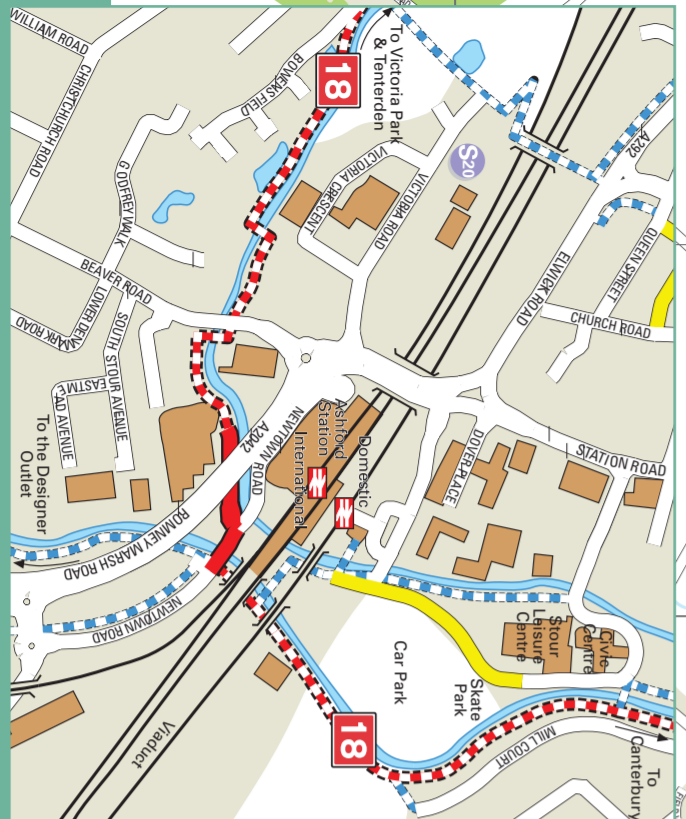 WILLIAM ROAD
CHRISTCHURCH ROAD
GODFREY WALK
BOWENS FIELD
18
To Victoria Park
& Tenterden
VICTORIA CRESCENT
VICTORIA ROAD
S20
A292
QUEEN STREET
ELWICK ROAD
CHURCH ROAD
BEAVER ROAD
LOWER DENMARK ROAD
SOUTH STOUR AVENUE
EASTMEAD AVENUE
To the Designer
Outlet
A2042
NEWTOWN ROAD
Ashford
Station
International
Domestic
DOVER PLACE
STATION ROAD
ROMNEY MARSH ROAD
NEWTOWN ROAD
Civic
Centre
Stour
Leisure
Centre
Car Park
Skate
Park
Viaduct
18
MILL COURT
To
Canterbury